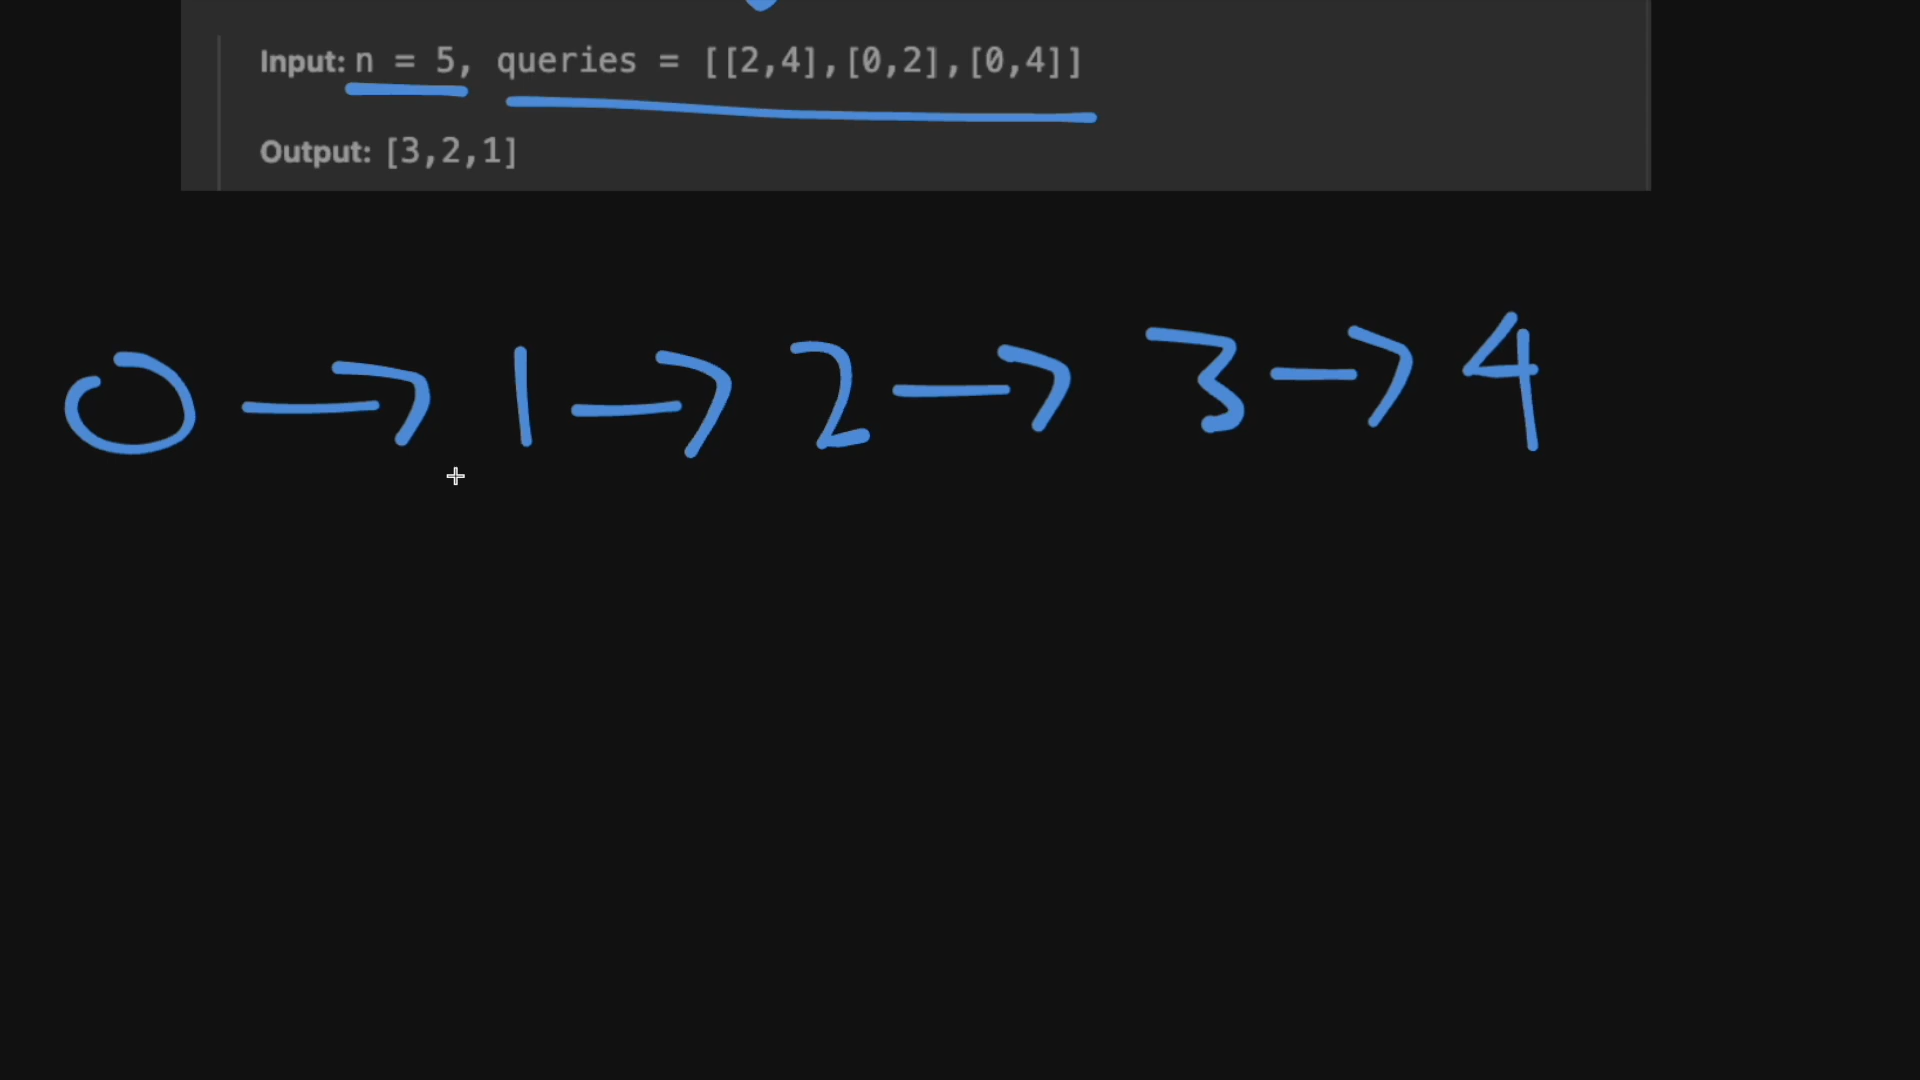 Input: n = 5, queries = [[2,4],[0,2],[0,4]]
Output: [3,2,1]
0 → 1 → 2 → 3 → 4